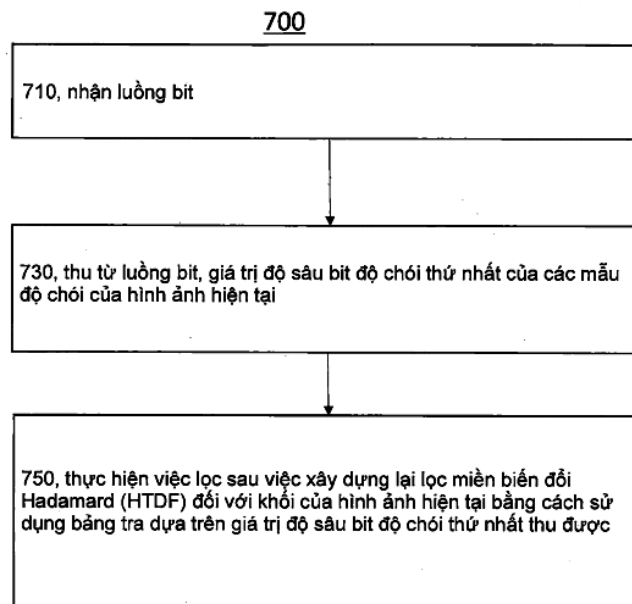 700
710, nhận luồng bit
730, thu từ luồng bit, giá trị độ sâu bit độ chói thứ nhất của các mẫu
độ chói của hình ảnh hiện tại
750, thực hiện việc lọc sau việc xây dựng lại lọc miền biến đổi
Hadamard (HTDF) đối với khối của hình ảnh hiện tại bằng cách sử
dụng bảng tra dựa trên giá trị độ sâu bit độ chói thứ nhất thu được